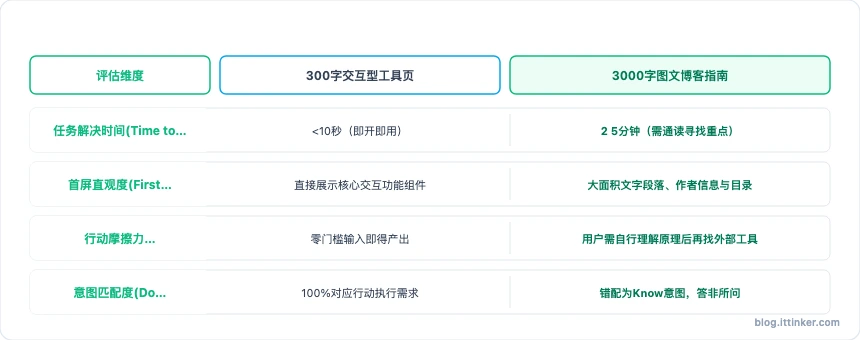 评估维度 300字交互型工具页 3000字图文博客指南
任务解决时间(Time to... <10秒（即开即用） 2 5分钟（需通读寻找重点）
首屏直观度(First... 直接展示核心交互功能组件 大面积文字段落、作者信息与目录
行动摩擦力... 零门槛输入即得产出 用户需自行理解原理后再找外部工具
意图匹配度(Do... 100%对应行动执行需求 错配为Know意图，答非所问
blog.ittinker.com